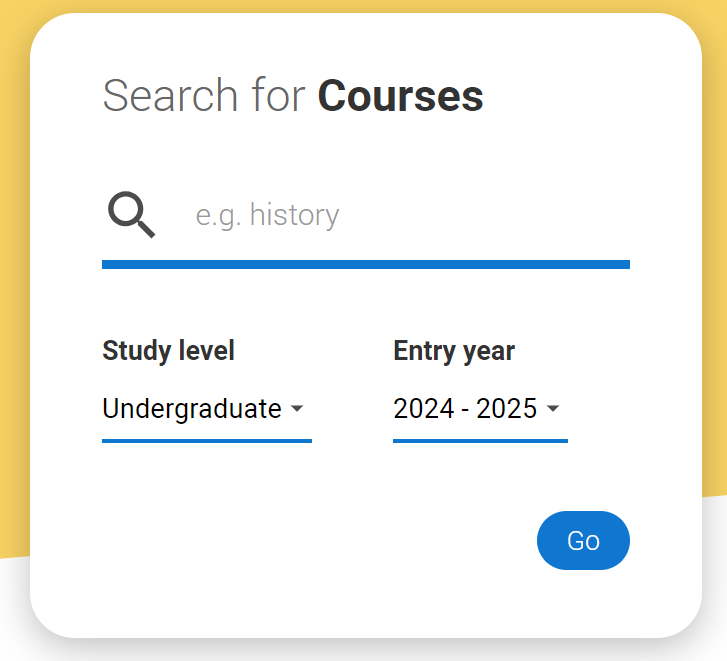 Search for Courses
e.g. history
Study level
Entry year
Undergraduate
2024 - 2025
Go